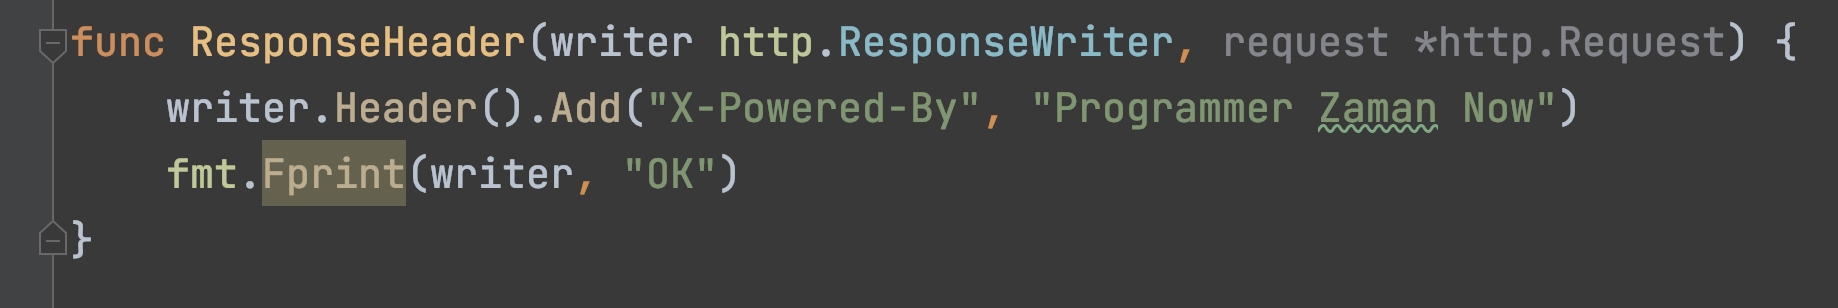 func ResponseHeader(writer http.ResponseWriter, request *http.Request) {
    writer.Header().Add("X-Powered-By", "Programmer Zaman Now")
    fmt.Fprint(writer, "OK")
}